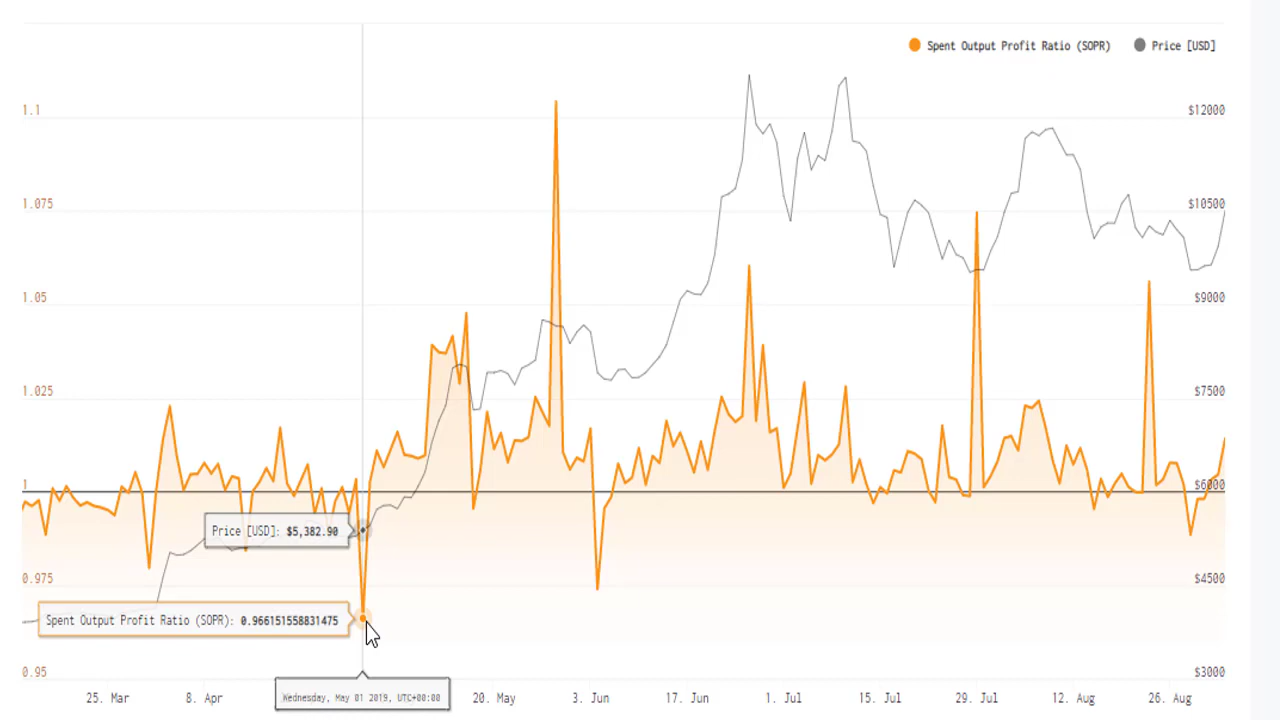 Spent Output Profit Ratio (SOPR) Price [USD]
1.1 $12000
1.075 $10500
1.05 $9000
1.025 $7500
1 $6000
Price [USD]: $5,382.90
0.975 $4500
Spent Output Profit Ratio (SOPR): 0.966151558831475
0.95 $3000
25. Mar 8. Apr Wednesday, May 01 2019, UTC+00:00 20. May 3. Jun 17. Jun 1. Jul 15. Jul 29. Jul 12. Aug 26. Aug